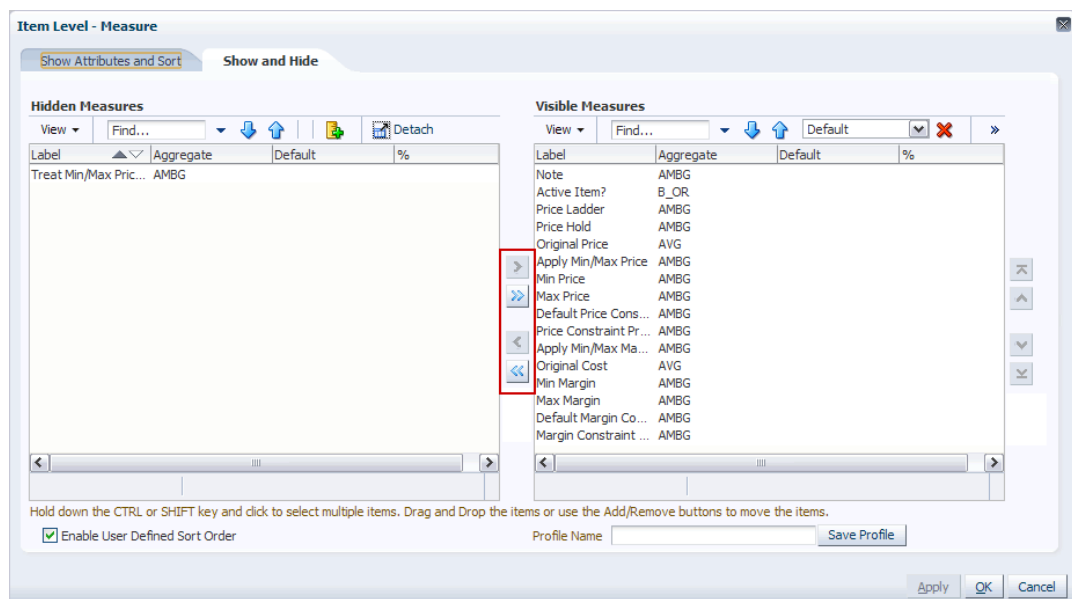 Item Level - Measure
Show Attributes and Sort
Show and Hide
Hidden Measures
View
Find...
Detach
Label Aggregate Default %
Treat Min/Max Pric... AMBG
Visible Measures
View
Find...
Default
»
Label Aggregate Default %
Note AMBG
Active Item? B_OR
Price Ladder AMBG
Price Hold AMBG
Original Price AVG
Apply Min/Max Price AMBG
Min Price AMBG
Max Price AMBG
Default Price Cons... AMBG
Price Constraint Pr... AMBG
Apply Min/Max Ma... AMBG
Original Cost AVG
Min Margin AMBG
Max Margin AMBG
Default Margin Co... AMBG
Margin Constraint ... AMBG
Hold down the CTRL or SHIFT key and click to select multiple items. Drag and Drop the items or use the Add/Remove buttons to move the items.
Enable User Defined Sort Order
Profile Name
Save Profile
Apply
OK
Cancel